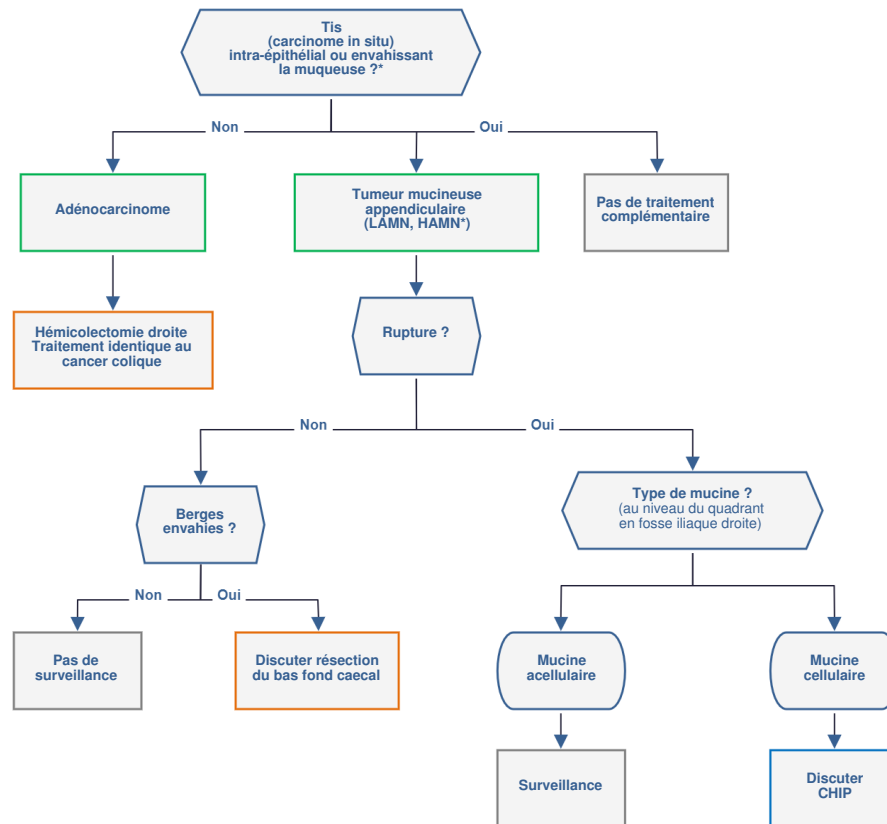 Tis
(carcinome in situ)
intra-épithélial ou envahissant
la muqueuse ?*
Non
Oui
Adénocarcinome
Tumeur mucineuse
appendiculaire
(LAMN, HAMN*)
Pas de traitement
complémentaire
Hémicolectomie droite
Traitement identique au
cancer colique
Rupture ?
Non
Oui
Berges
envahies ?
Type de mucine ?
(au niveau du quadrant
en fosse iliaque droite)
Non
Oui
Pas de
surveillance
Discuter résection
du bas fond caecal
Mucine
acellulaire
Mucine
cellulaire
Surveillance
Discuter
CHIP